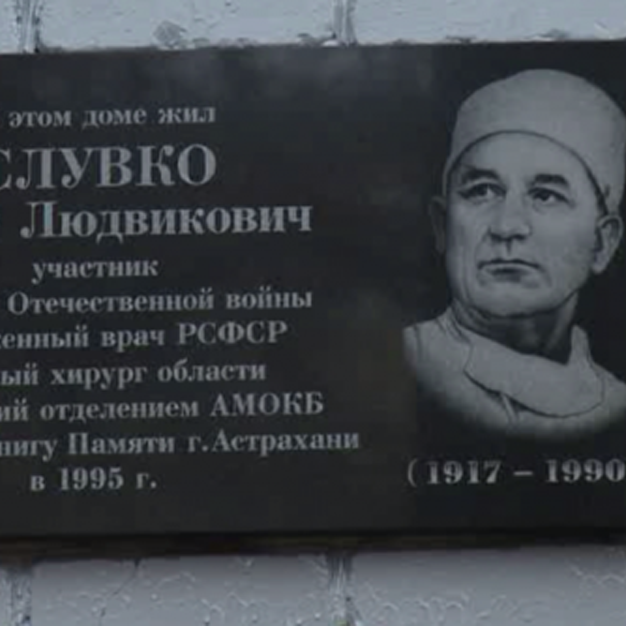 этом доме жил
СЛУВКО
Людвикович
участник
Отечественной войны
енный врач РСФСР
ый хирург области
ий отделением АМОКБ
нигу Памяти г.Астрахани
в 1995 г.
(1917 – 1990